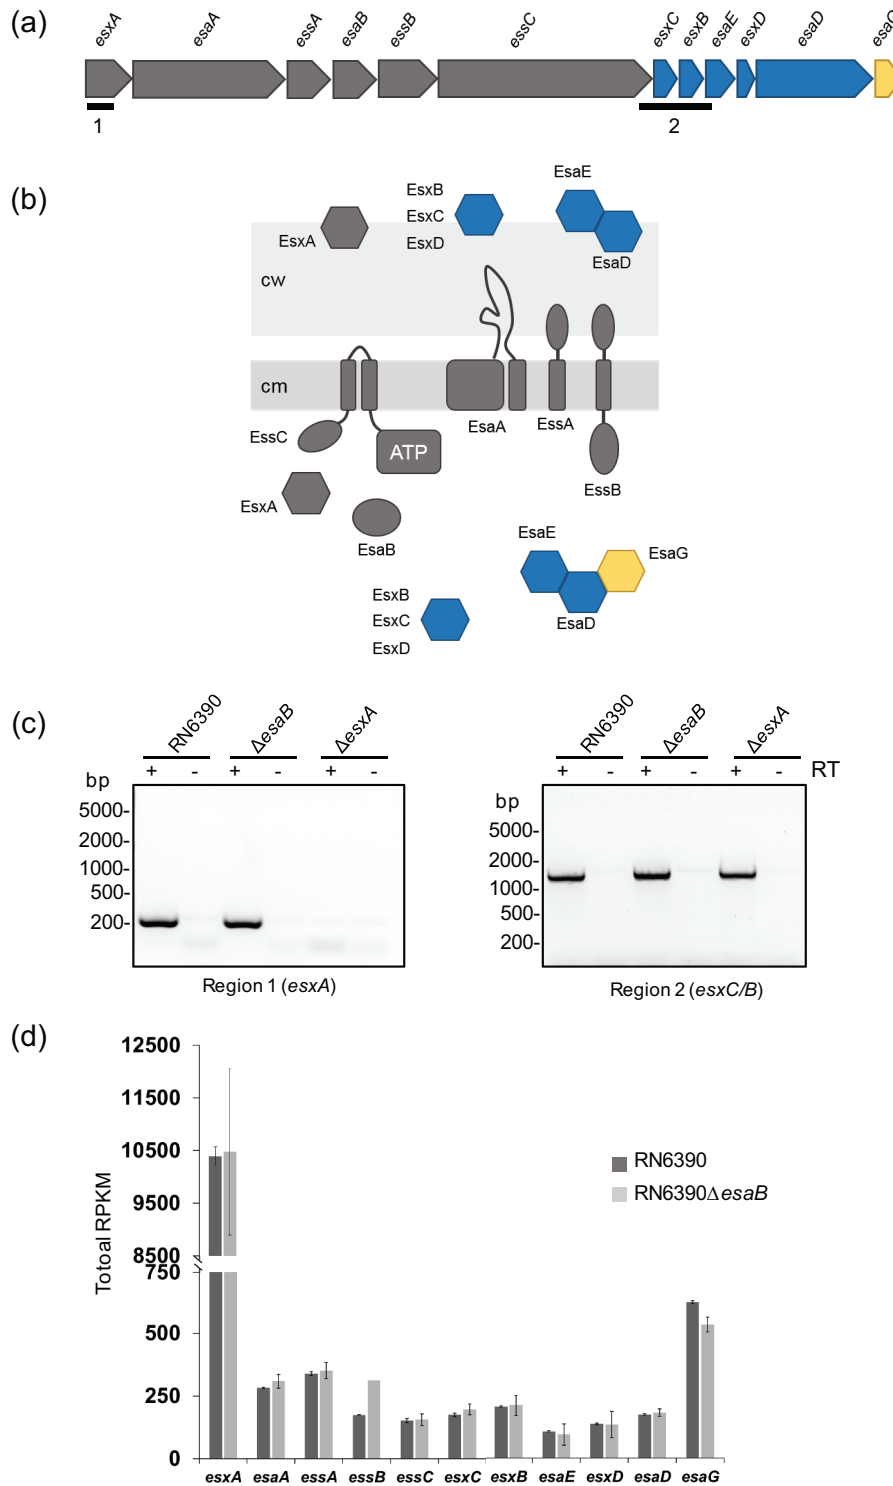 (a)
esxA esaA essA esaB essB essC esxC esxB esaE esxD esaD esaG
1 2
(b)
EsxB
EsxC
EsxD
EsaE
EsxA
EsaD
cw
cm
EssC
ATP
EsaA
EssA
EssB
EsxA
EsaB
EsaE
EsaG
EsaD
EsxB
EsxC
EsxD
(c)
RN6390 ΔesaB ΔesxA
+ - + - + -
bp
5000-
2000-
1000-
500-
200-
Region 1 (esxA)
RN6390 ΔesaB ΔesxA
+ - + - + - RT
bp
5000-
2000-
1000-
500-
200-
Region 2 (esxC/B)
(d)
Totoal RPKM
12500
11500
10500
9500
8500
750
500
250
0
RN6390
RN6390ΔesaB
esxA esaA essA essB essC esxC esxB esaE esxD esaD esaG